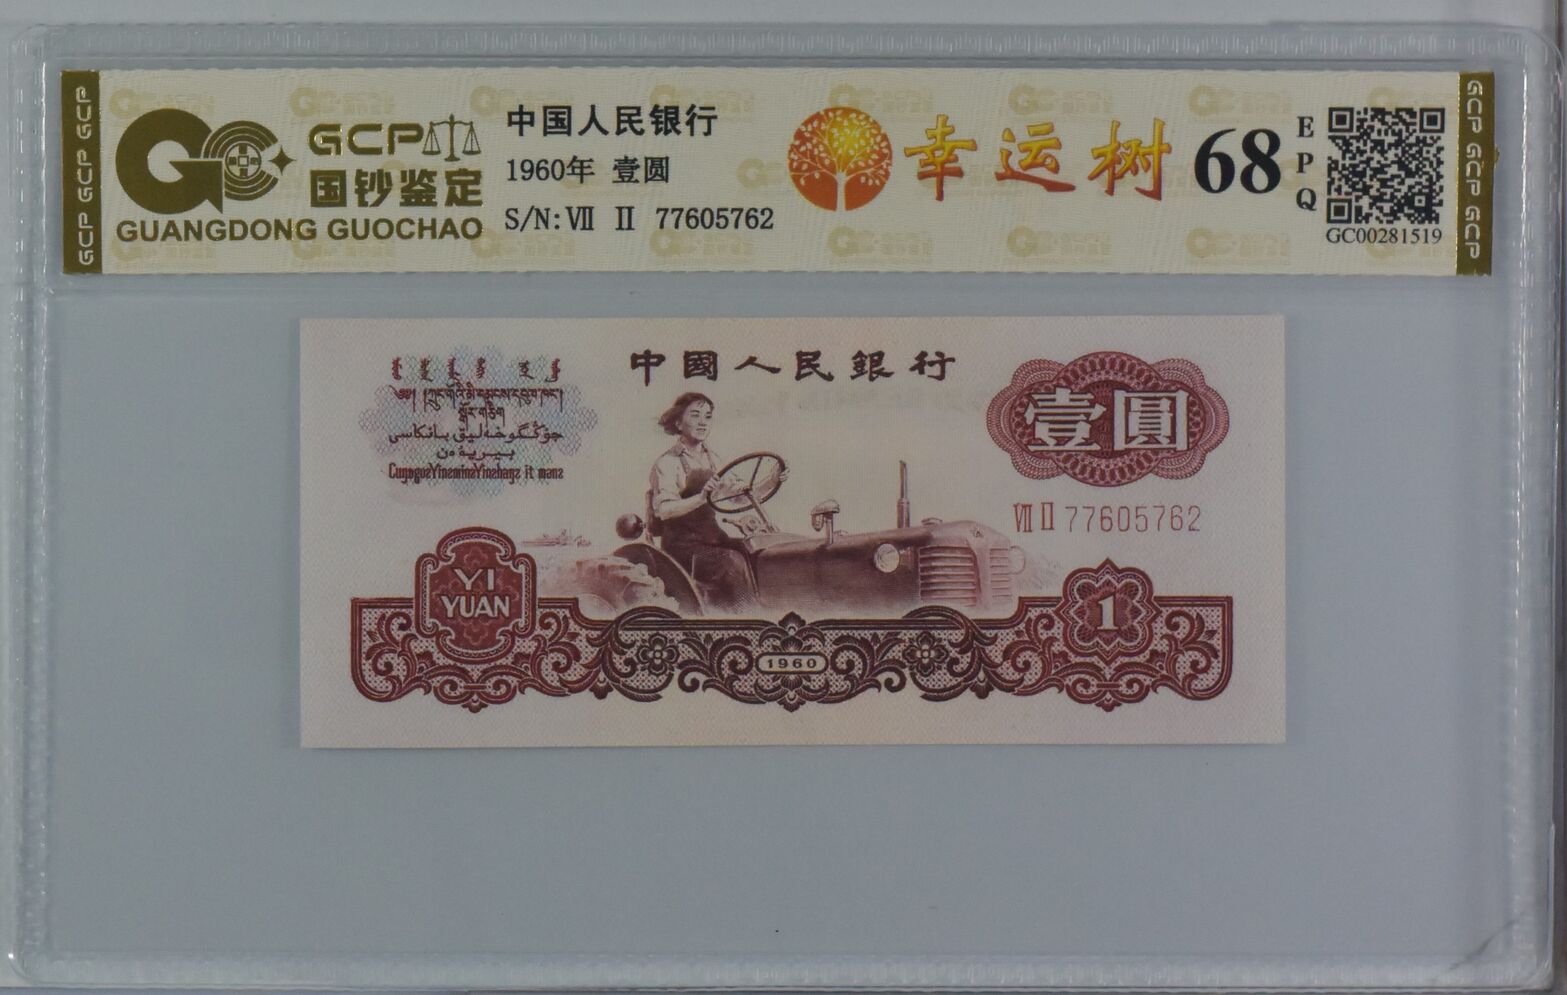 GCP GCP GCP
GCP
国钞鉴定
GUANGDONG GUOCHAO
中国人民银行
1960年 壹圆
S/N: Ⅶ Ⅱ 77605762
幸运树
68
EPQ
GC00281519
GCP GCP GCP
中國人民銀行
壹圓
Ⅶ Ⅱ 77605762
YI
YUAN
1960
1